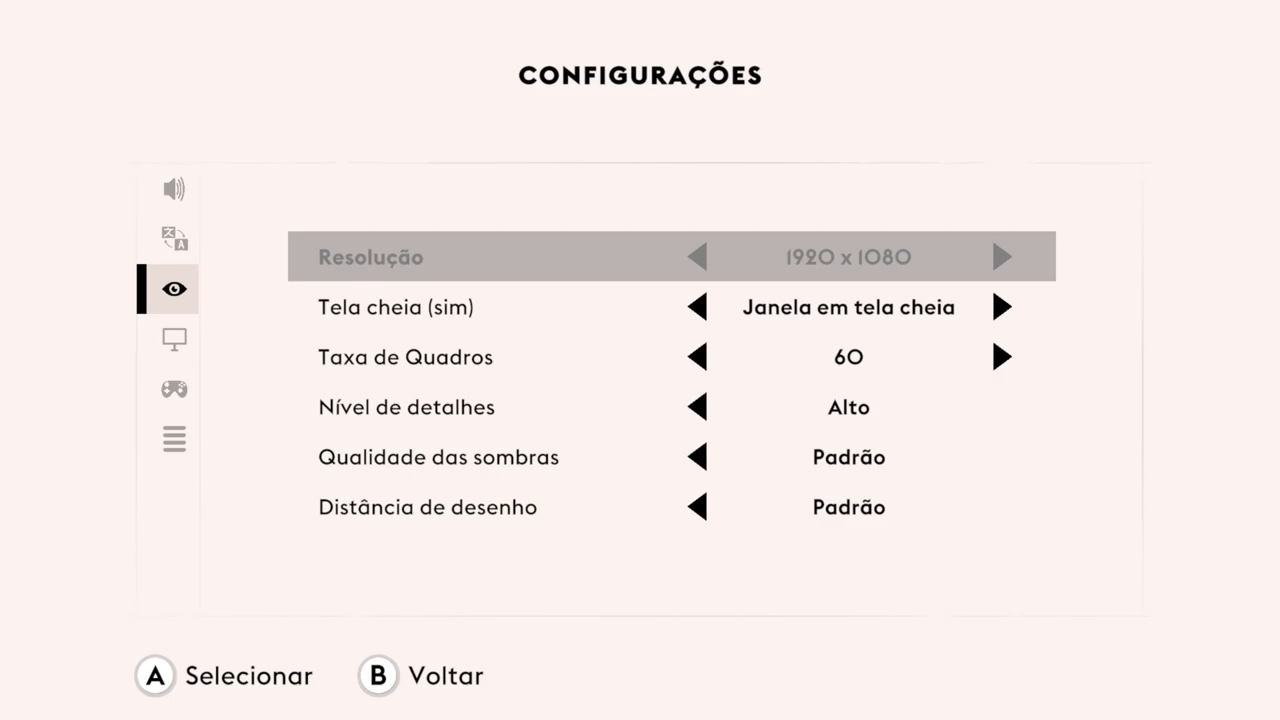 CONFIGURAÇÕES
Resolução 1920 x 1080
Tela cheia (sim) Janela em tela cheia
Taxa de Quadros 60
Nível de detalhes Alto
Qualidade das sombras Padrão
Distância de desenho Padrão
A Selecionar B Voltar